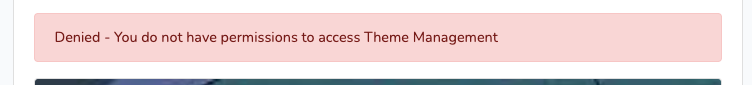 Denied - You do not have permissions to access Theme Management